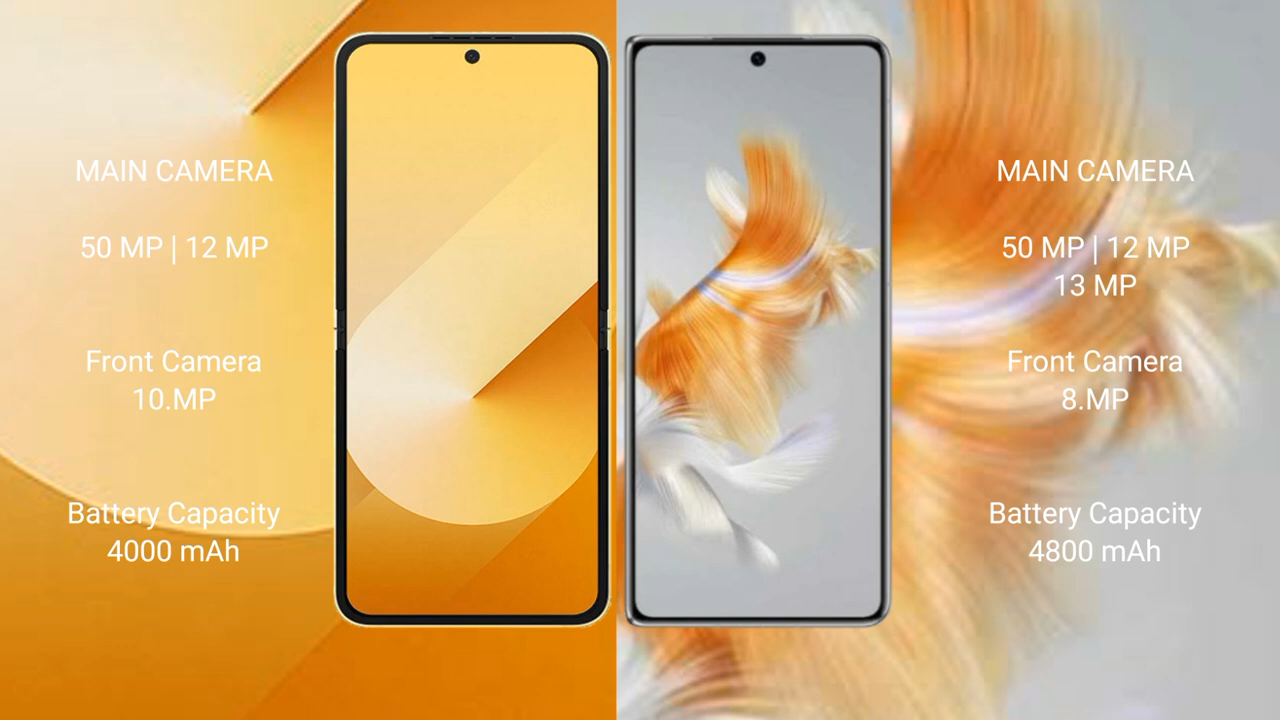 MAIN CAMERA
50 MP | 12 MP
Front Camera
10.MP
Battery Capacity
4000 mAh
MAIN CAMERA
50 MP | 12 MP
13 MP
Front Camera
8.MP
Battery Capacity
4800 mAh